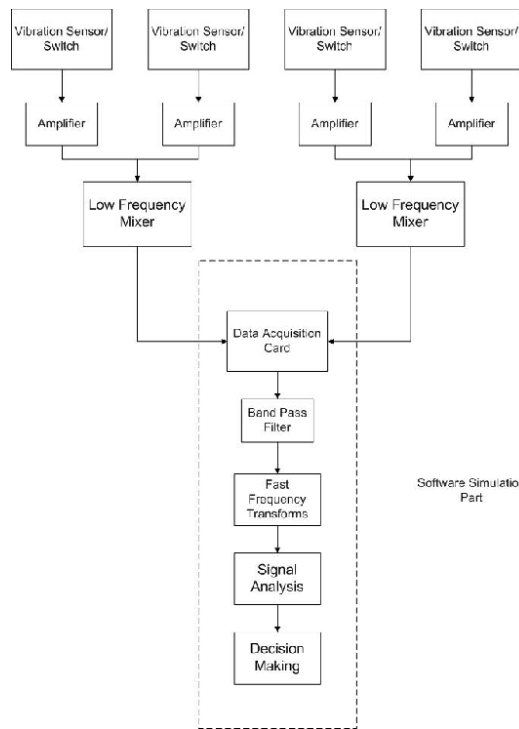 Vibration Sensor/
Switch
Vibration Sensor/
Switch
Vibration Sensor/
Switch
Vibration Sensor/
Switch
Amplifier
Amplifier
Amplifier
Amplifier
Low Frequency
Mixer
Low Frequency
Mixer
Data Acquisition
Card
Band Pass
Filter
Fast
Frequency
Transforms
Software Simulatio
Part
Signal
Analysis
Decision
Making